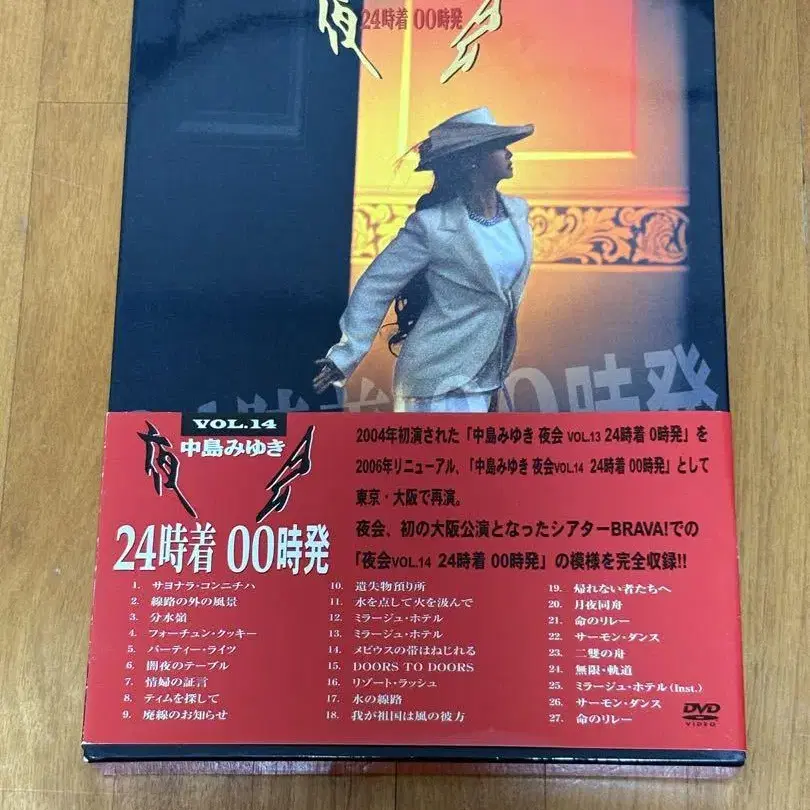 夜会
24時着 00時発
24時着 00時発
VOL.14
中島みゆき
夜会
24時着 00時発
2004年初演された「中島みゆき 夜会 VOL.13 24時着 0時発」を
2006年リニューアル、「中島みゆき 夜会VOL.14 24時着 00時発」として
東京・大阪で再演。
夜会、初の大阪公演となったシアターBRAVA!での
「夜会VOL.14 24時着 00時発」の模様を完全収録!!
1. サヨナラ・コンニチハ
2. 線路の外の風景
3. 分水嶺
4. フォーチュン・クッキー
5. パーティー・ライツ
6. 闇夜のテーブル
7. 情婦の証言
8. ティムを探して
9. 廃線のお知らせ
10. 遺失物預り所
11. 水を点して火を汲んで
12. ミラージュ・ホテル
13. ミラージュ・ホテル
14. メビウスの帯はねじれる
15. DOORS TO DOORS
16. リゾート・ラッシュ
17. 水の線路
18. 我が祖国は風の彼方
19. 帰れない者たちへ
20. 月夜同舟
21. 命のリレー
22. サーモン・ダンス
23. 二隻の舟
24. 無限・軌道
25. ミラージュ・ホテル(Inst.)
26. サーモン・ダンス
27. 命のリレー
DVD
VIDEO